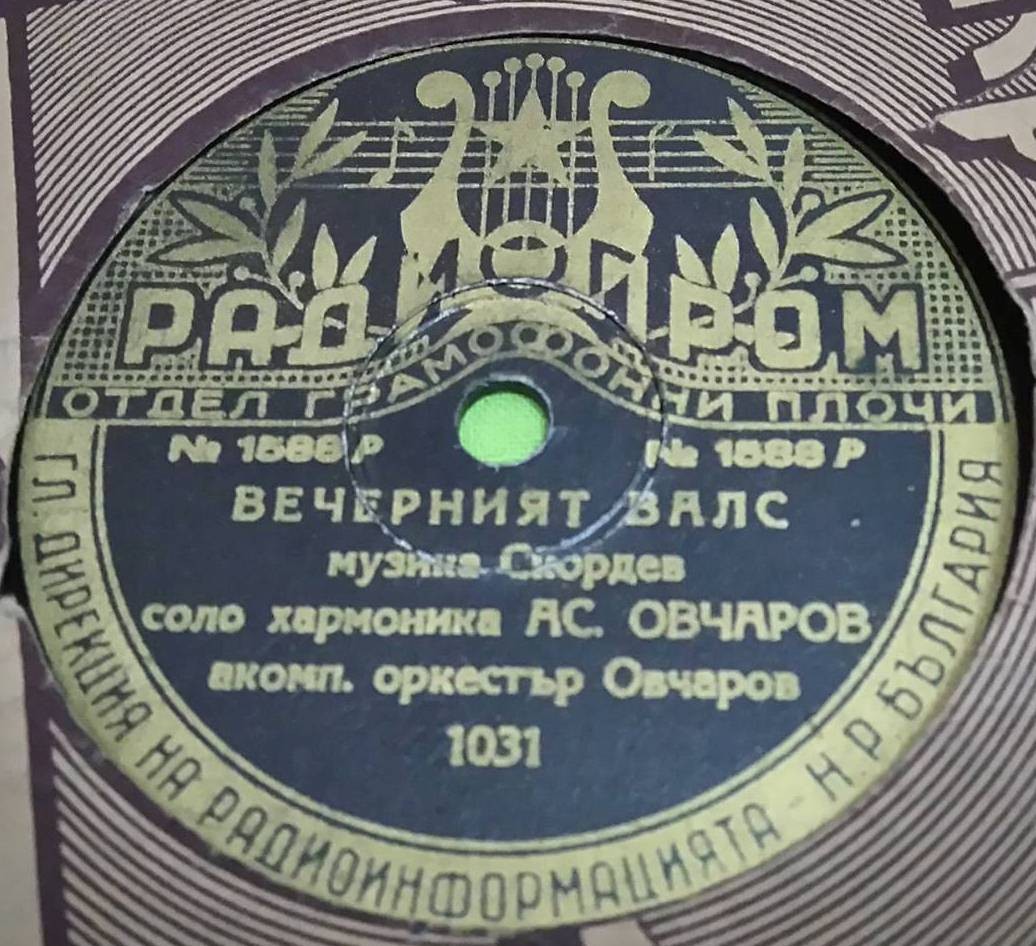 РАДИОПРОМ
ОТДЕЛ ГРАМОФОННИ ПЛОЧИ
№ 1588 Р № 1588 Р
ВЕЧЕРНИЯТ ВАЛС
музика Скордев
соло хармоника АС. ОВЧАРОВ
акомп. оркестър Овчаров
1031
ГЛ. ДИРЕКЦИЯ НА РАДИОИНФОРМАЦИЯТА - Н. Р. БЪЛГАРИЯ